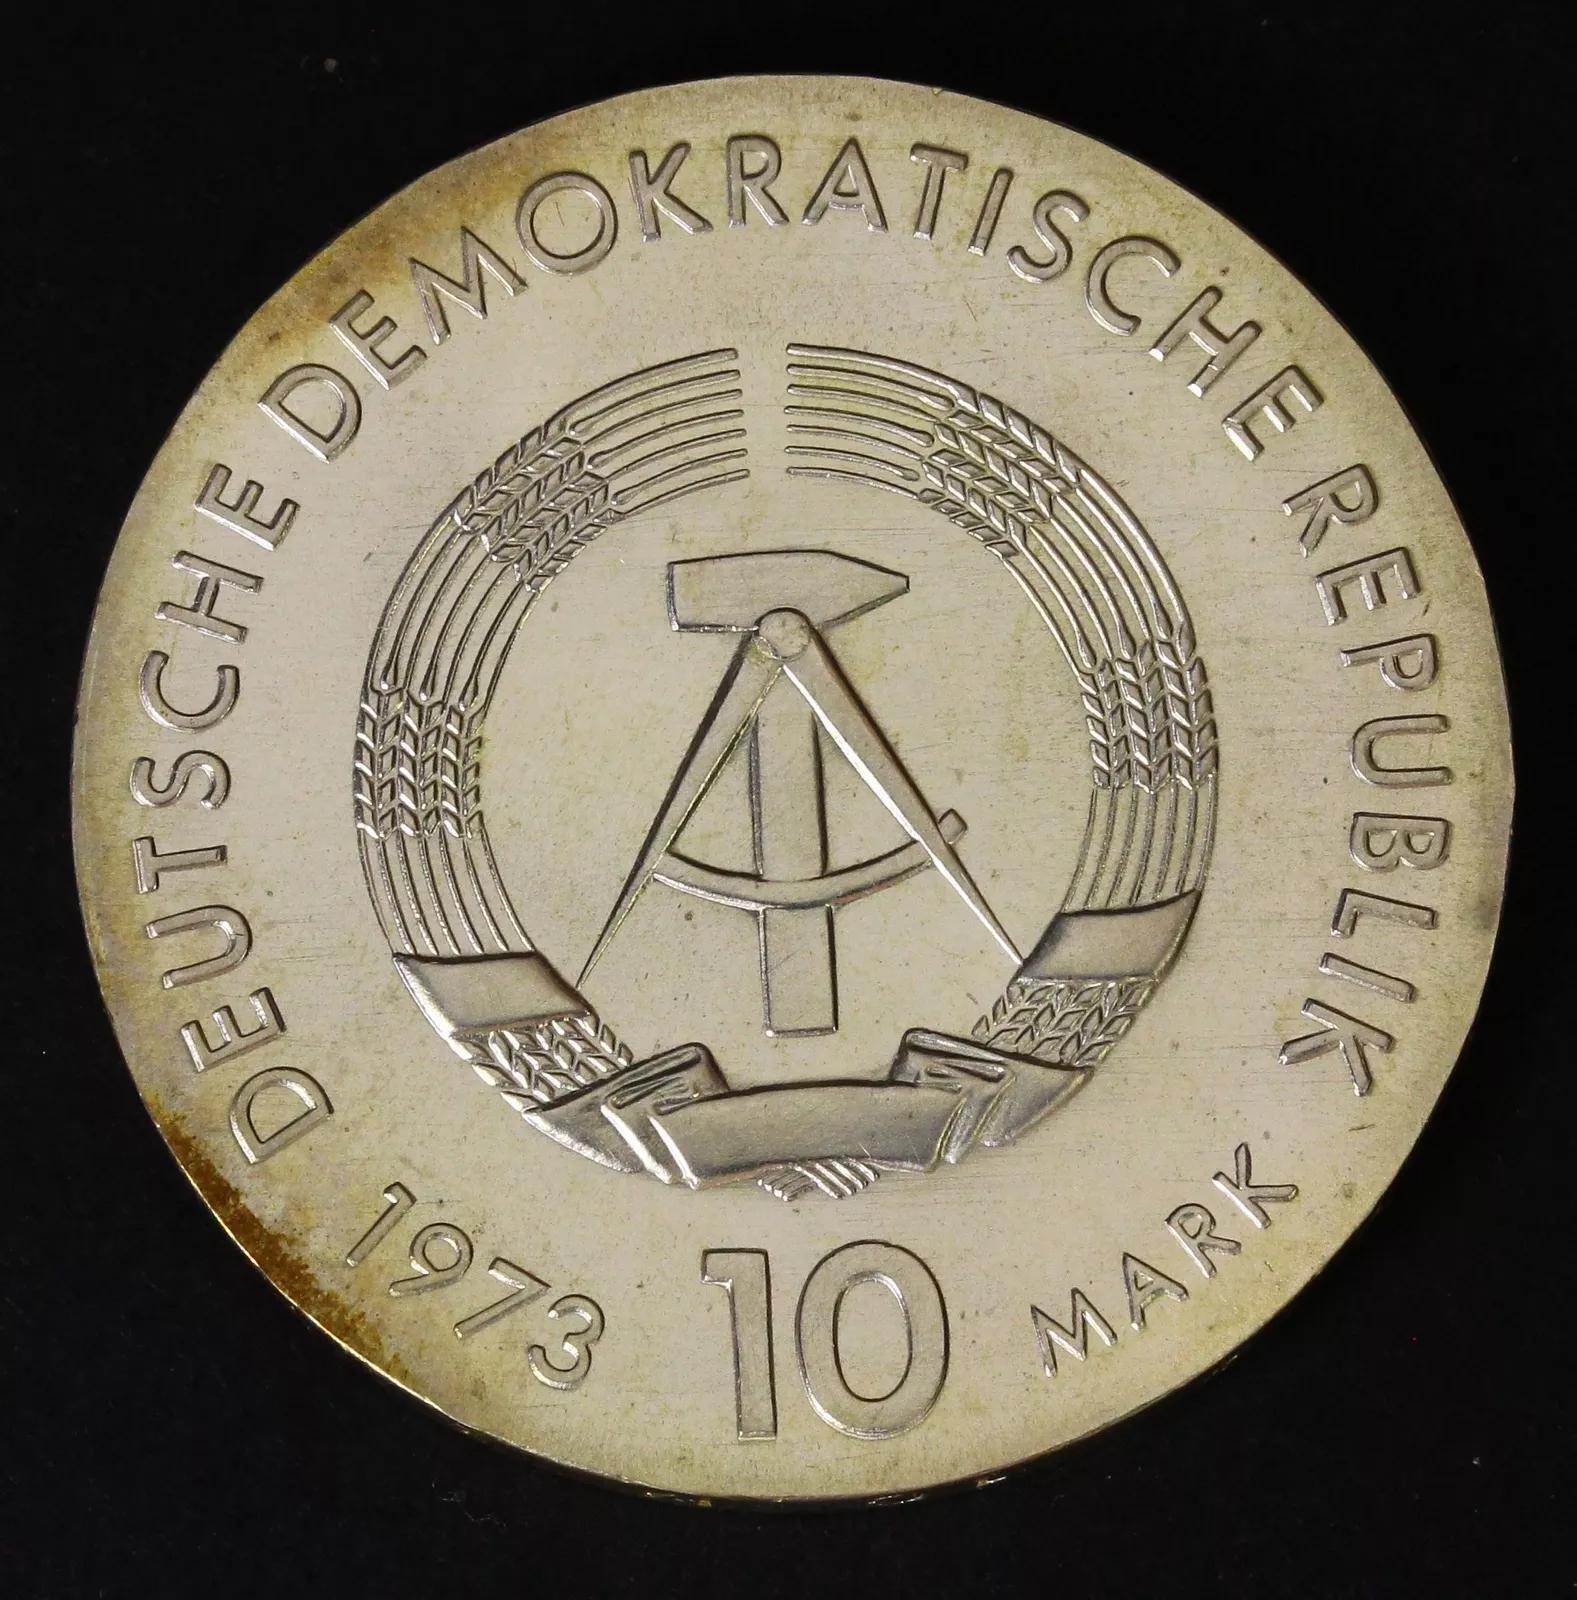 DEUTSCHE DEMOKRATISCHE REPUBLIK
1973 10 MARK